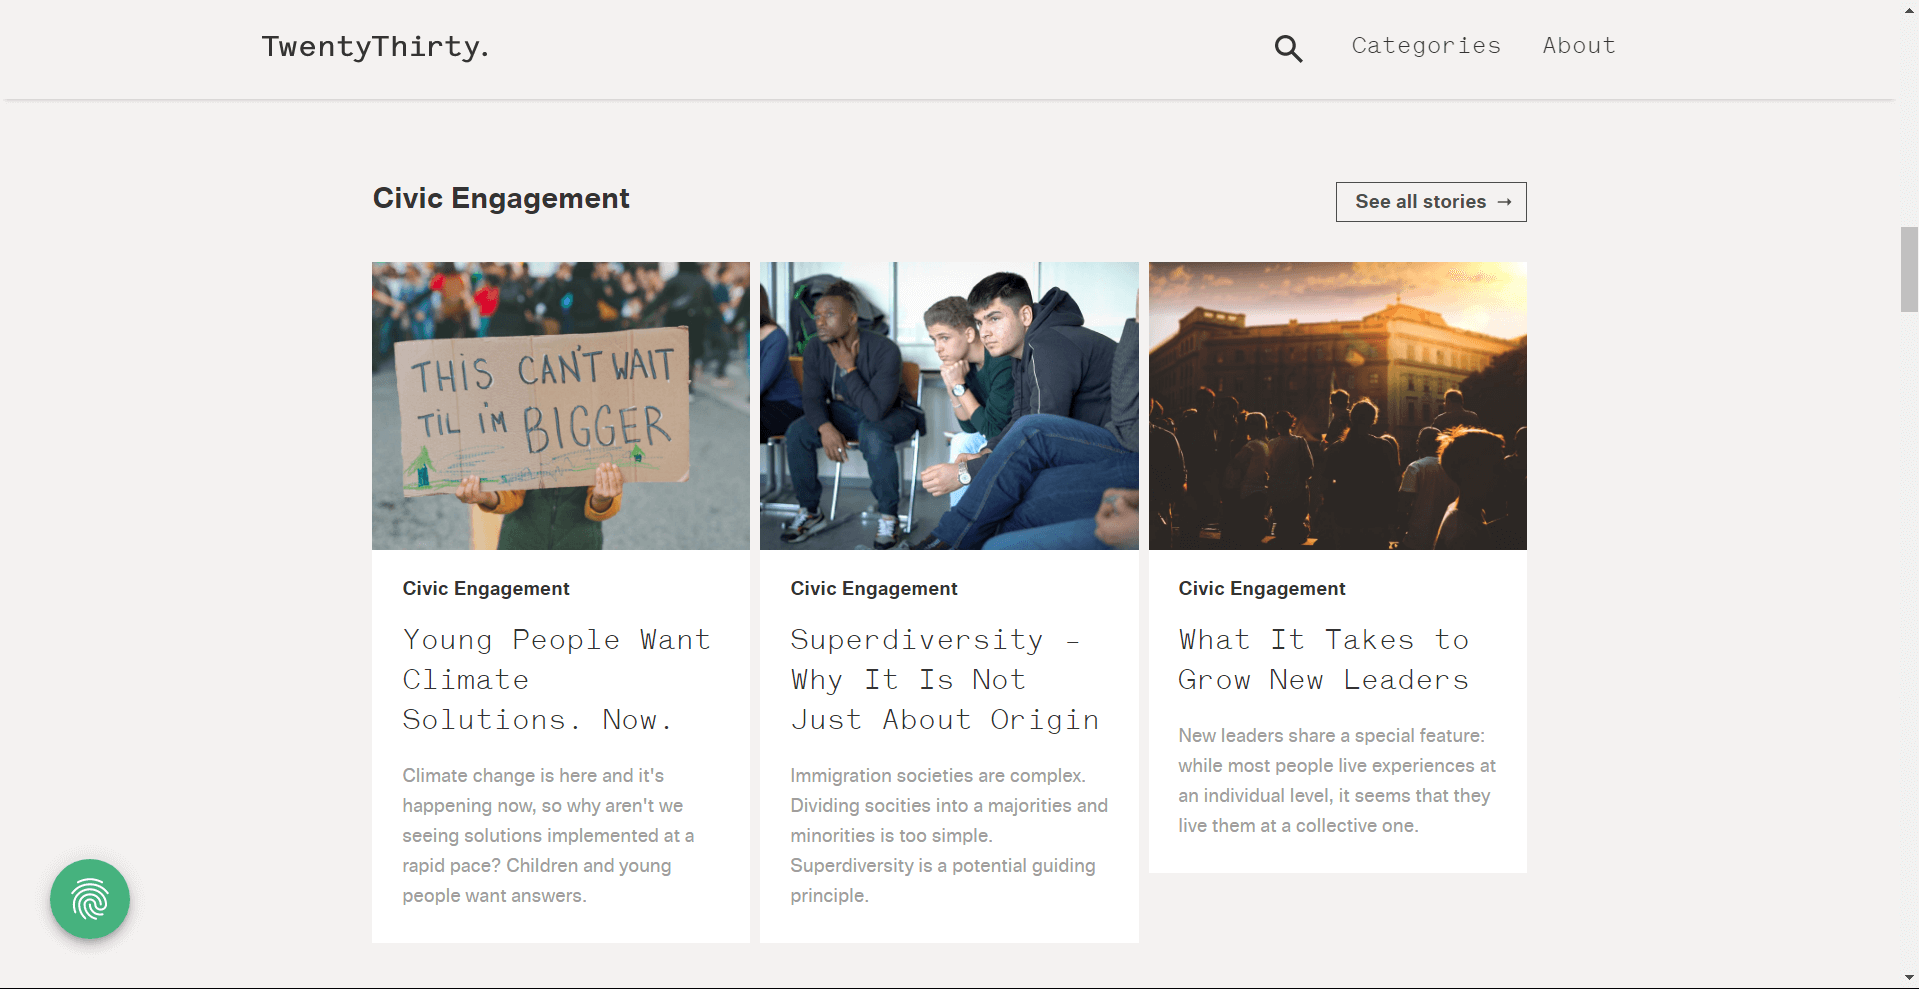 TwentyThirty.
Categories
About
Civic Engagement
See all stories →
THIS CAN'T WAIT
TIL I'M BIGGER
Civic Engagement
Young People Want
Climate
Solutions. Now.
Climate change is here and it's
happening now, so why aren't we
seeing solutions implemented at a
rapid pace? Children and young
people want answers.
Civic Engagement
Superdiversity –
Why It Is Not
Just About Origin
Immigration societies are complex.
Dividing socities into a majorities and
minorities is too simple.
Superdiversity is a potential guiding
principle.
Civic Engagement
What It Takes to
Grow New Leaders
New leaders share a special feature:
while most people live experiences at
an individual level, it seems that they
live them at a collective one.